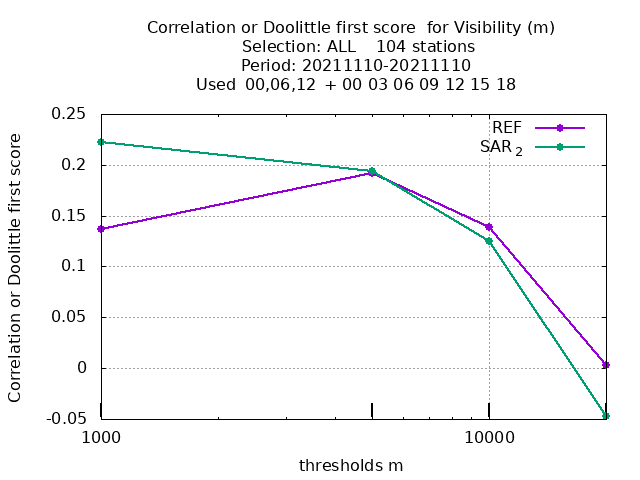 Correlation or Doolittle first score  for Visibility (m)
Selection: ALL    104 stations
Period: 20211110-20211110
Used  00,06,12  + 00 03 06 09 12 15 18
0.25
REF
SAR 2
0.2
0.15
0.1
0.05
0
-0.05
Correlation or Doolittle first score
1000
10000
thresholds m